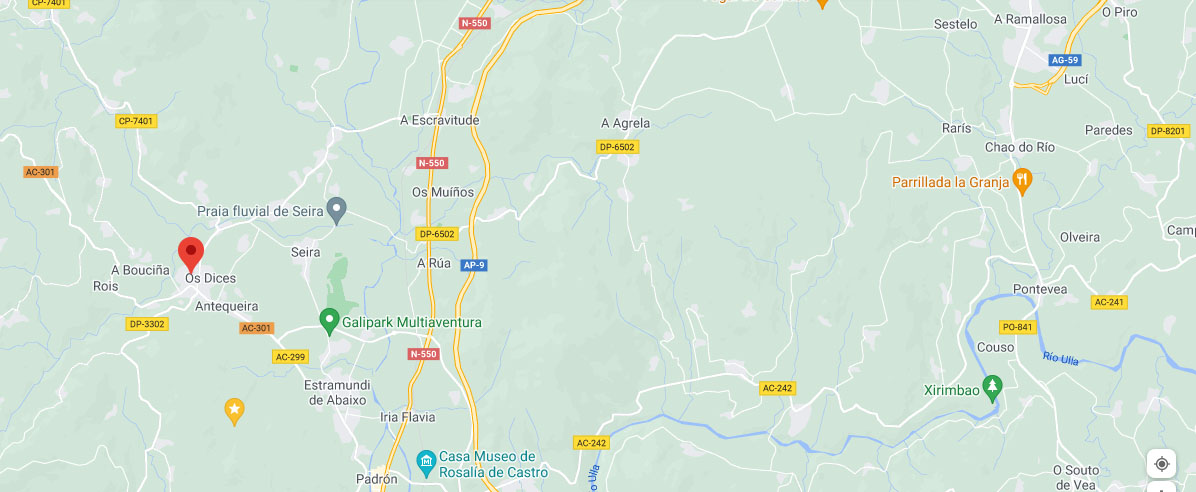 CP-7401
N-550
A Ramallosa
O Piro
Sestelo
AG-59
Lucí
CP-7401
A Escravitude
A Agrela
Rarís
Paredes
DP-8201
DP-6502
Chao do Río
N-550
AC-301
Parrillada la Granja
Os Muíños
Praia fluvial de Seira
DP-6502
Olveira
Camp
Seira
A Rúa
AP-9
A Bouciña
Os Dices
Rois
Pontevea
AC-241
Antequeira
DP-3302
AC-301
Galipark Multiaventura
PO-841
Couso
Río Ulla
AC-299
N-550
Estramundi
de Abaixo
AC-242
Xirimbao
Iria Flavia
AC-242
Casa Museo de
Rosalía de Castro
Padrón
o Ulla
O Souto
de Vea